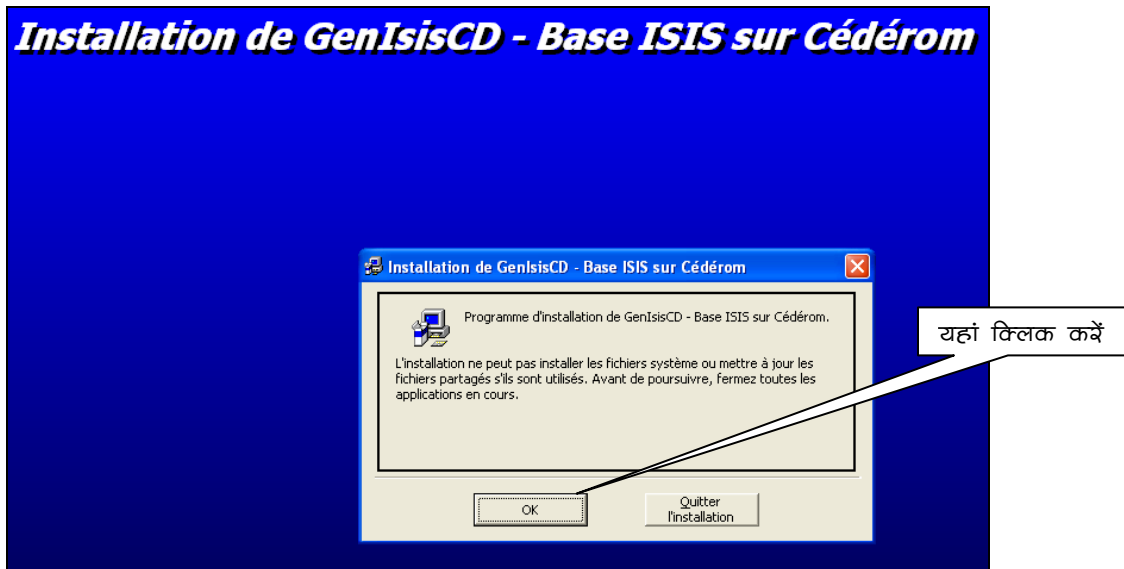 Installation de GenIsisCD - Base ISIS sur Cédérom
Installation de GenIsisCD - Base ISIS sur Cédérom
Programme d'installation de GenIsisCD - Base ISIS sur Cédérom.
L'installation ne peut pas installer les fichiers système ou mettre à jour les
fichiers partagés s'ils sont utilisés. Avant de poursuivre, fermez toutes les
applications en cours.
यहां क्लिक करें
OK
Quitter
l'installation